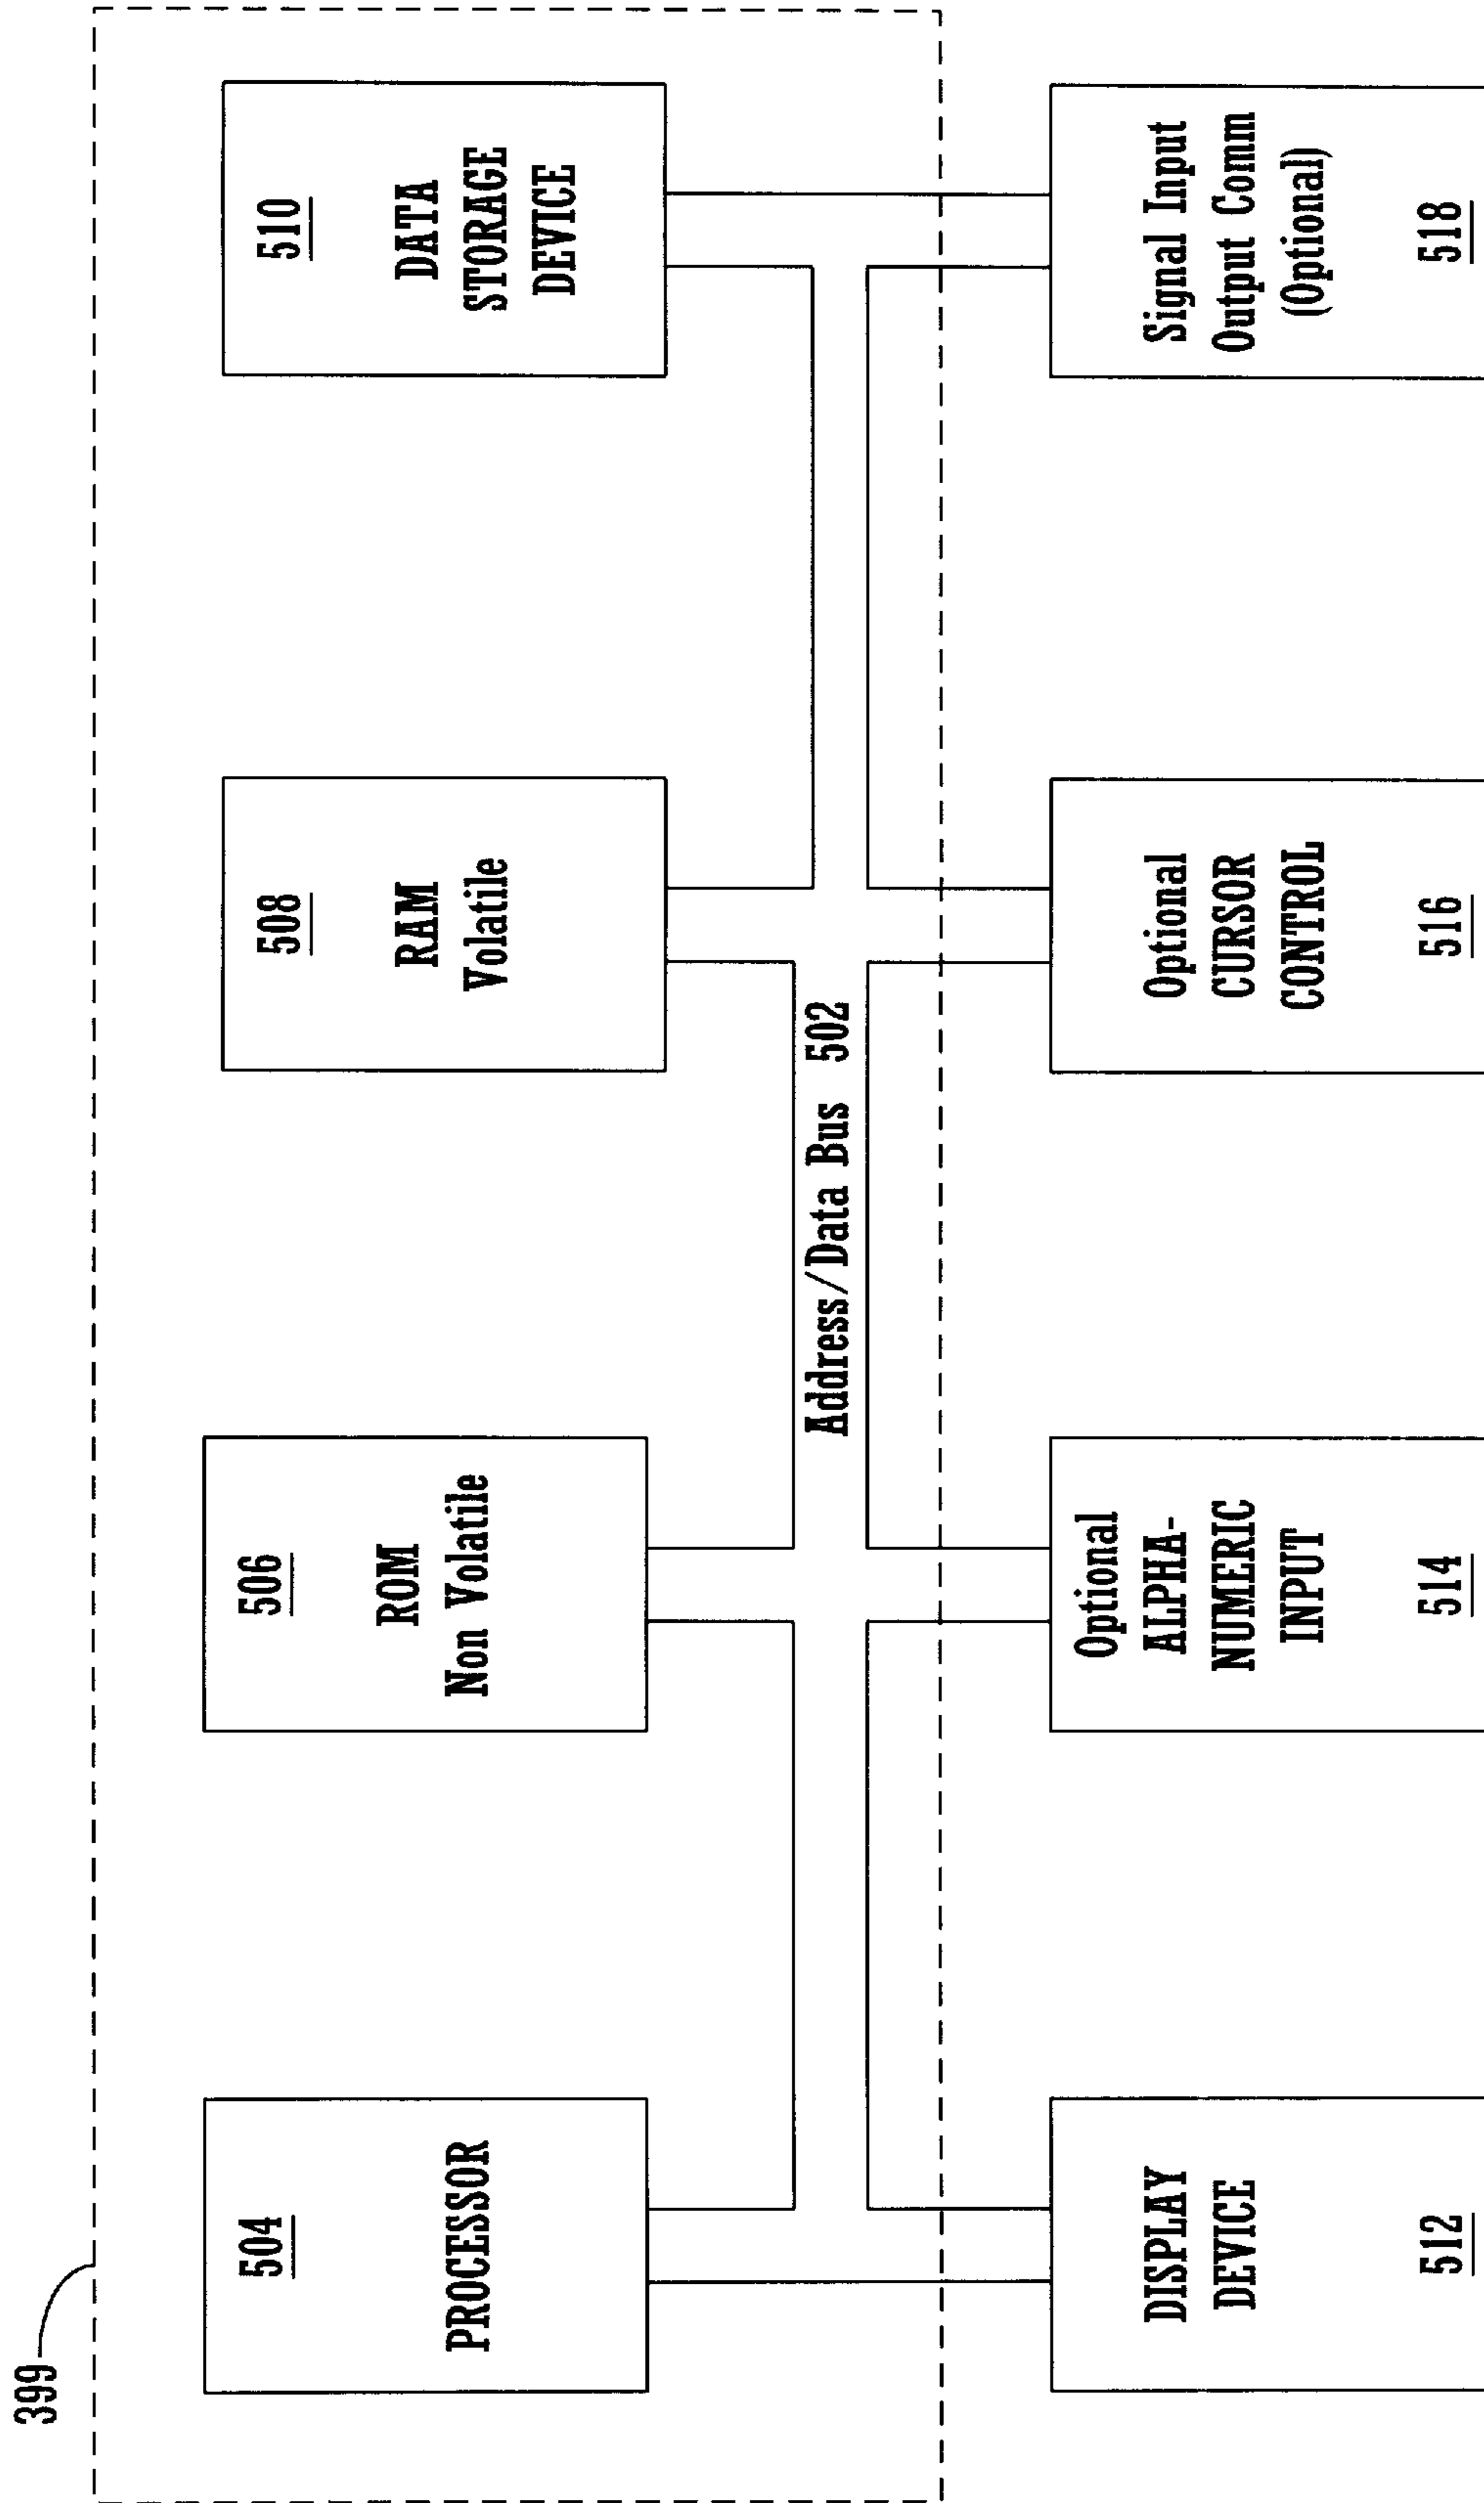 399
504
PROCESSOR
506
ROM
Non Volatile
508
RAM
Volatile
510
DATA
STORAGE
DEVICE
Address/Data Bus 502
DISPLAY
DEVICE
512
Optional
ALPHA-
NUMERIC
INPUT
514
Optional
CURSOR
CONTROL
516
Signal Input
Output Comm
(Optional)
518